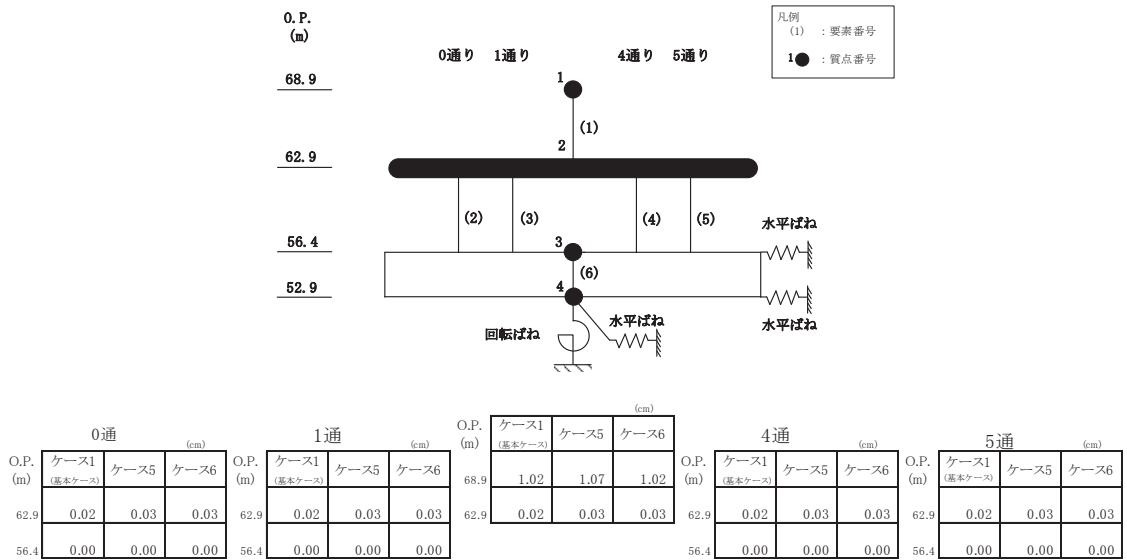 O.P.
(m)
凡例
(1) ：要素番号
1 ：質点番号
0通り 1通り 4通り 5通り
68.9
1
(1)
2
62.9
(2) (3) (4) (5)
水平ばね
56.4
3
(6)
52.9
4
水平ばね
水平ばね
回転ばね
0通
(cm)
O.P.
(m)
ケース1
(基本ケース)
ケース5 ケース6
62.9 0.02 0.03 0.03
56.4 0.00 0.00 0.00
1通
(cm)
O.P.
(m)
ケース1
(基本ケース)
ケース5 ケース6
62.9 0.02 0.03 0.03
56.4 0.00 0.00 0.00
(cm)
O.P.
(m)
ケース1
(基本ケース)
ケース5 ケース6
68.9 1.02 1.07 1.02
62.9 0.02 0.03 0.03
4通
(cm)
O.P.
(m)
ケース1
(基本ケース)
ケース5 ケース6
62.9 0.02 0.03 0.03
56.4 0.00 0.00 0.00
5通
(cm)
O.P.
(m)
ケース1
(基本ケース)
ケース5 ケース6
62.9 0.02 0.03 0.03
56.4 0.00 0.00 0.00